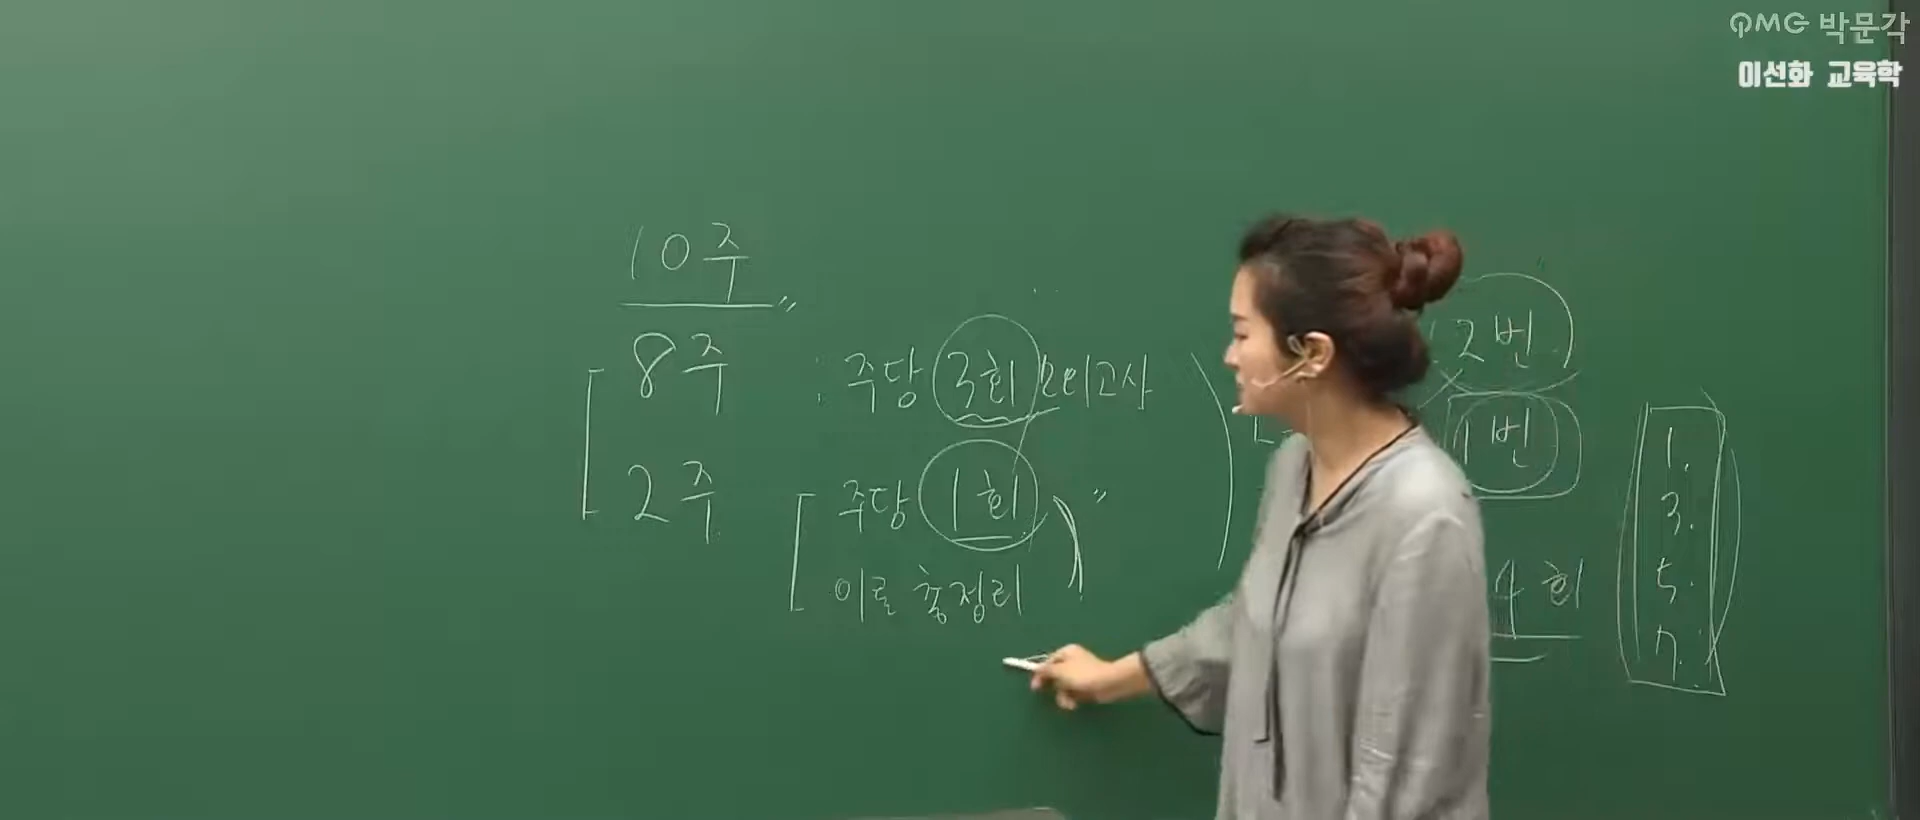 PMG 박문각
이선화 교육학
10주
8주 : 주당 3회 모의고사
2주 주당 1회
이론 총정리
2번
1번
4회
1.
3.
5.
7.